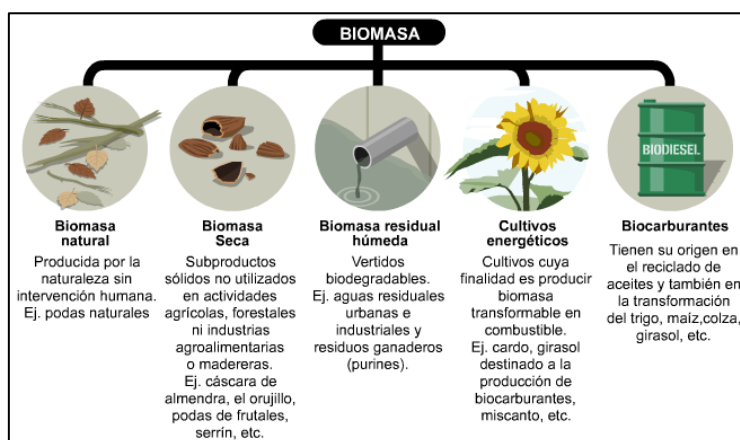 BIOMASA
BIODIESEL
Biomasa
natural
Producida por la
naturaleza sin
intervención humana.
Ej. podas naturales
Biomasa
Seca
Subproductos
sólidos no utilizados
en actividades
agrícolas, forestales
ni industrias
agroalimentarias
o madereras.
Ej. cáscara de
almendra, el orujillo,
podas de frutales,
serrín, etc.
Biomasa residual
húmeda
Vertidos
biodegradables.
Ej. aguas residuales
urbanas e
industriales y
residuos ganaderos
(purines).
Cultivos
energéticos
Cultivos cuya
finalidad es producir
biomasa
transformable en
combustible.
Ej. cardo, girasol
destinado a la
producción de
biocarburantes,
miscanto, etc.
Biocarburantes
Tienen su origen en
el reciclado de
aceites y también en
la transformación
del trigo, maíz,colza,
girasol, etc.